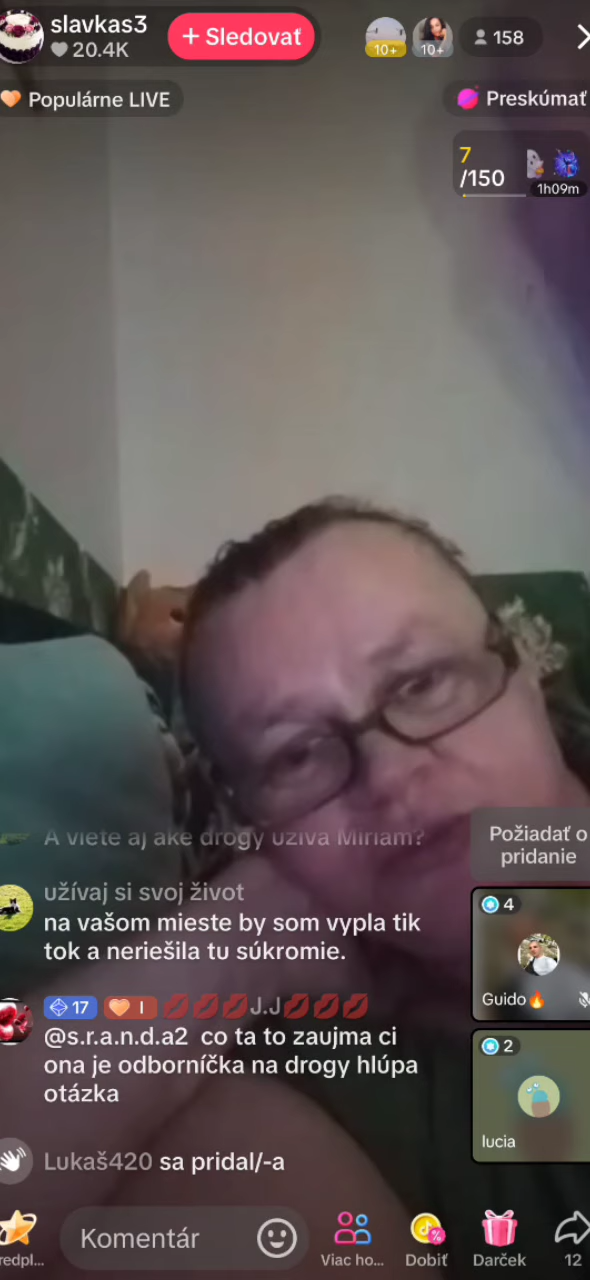 slavkas3
20.4K
+ Sledovať
10+
10+
158
Populárne LIVE
Preskúmať
7
/150
1h09m
A viete aj aké drogy užíva Miriam?
Požiadať o
pridanie
užívaj si svoj život
na vašom mieste by som vypla tik
tok a neriešila tu súkromie.
4
Guido🔥
17 I 💋💋💋J.J💋💋💋
@s.r.a.n.d.a2 co ta to zaujma ci
ona je odborníčka na drogy hlúpa
otázka
2
lucia
Lukaš420 sa pridal/-a
Komentár
Viac ho...
Dobiť
Darček
12